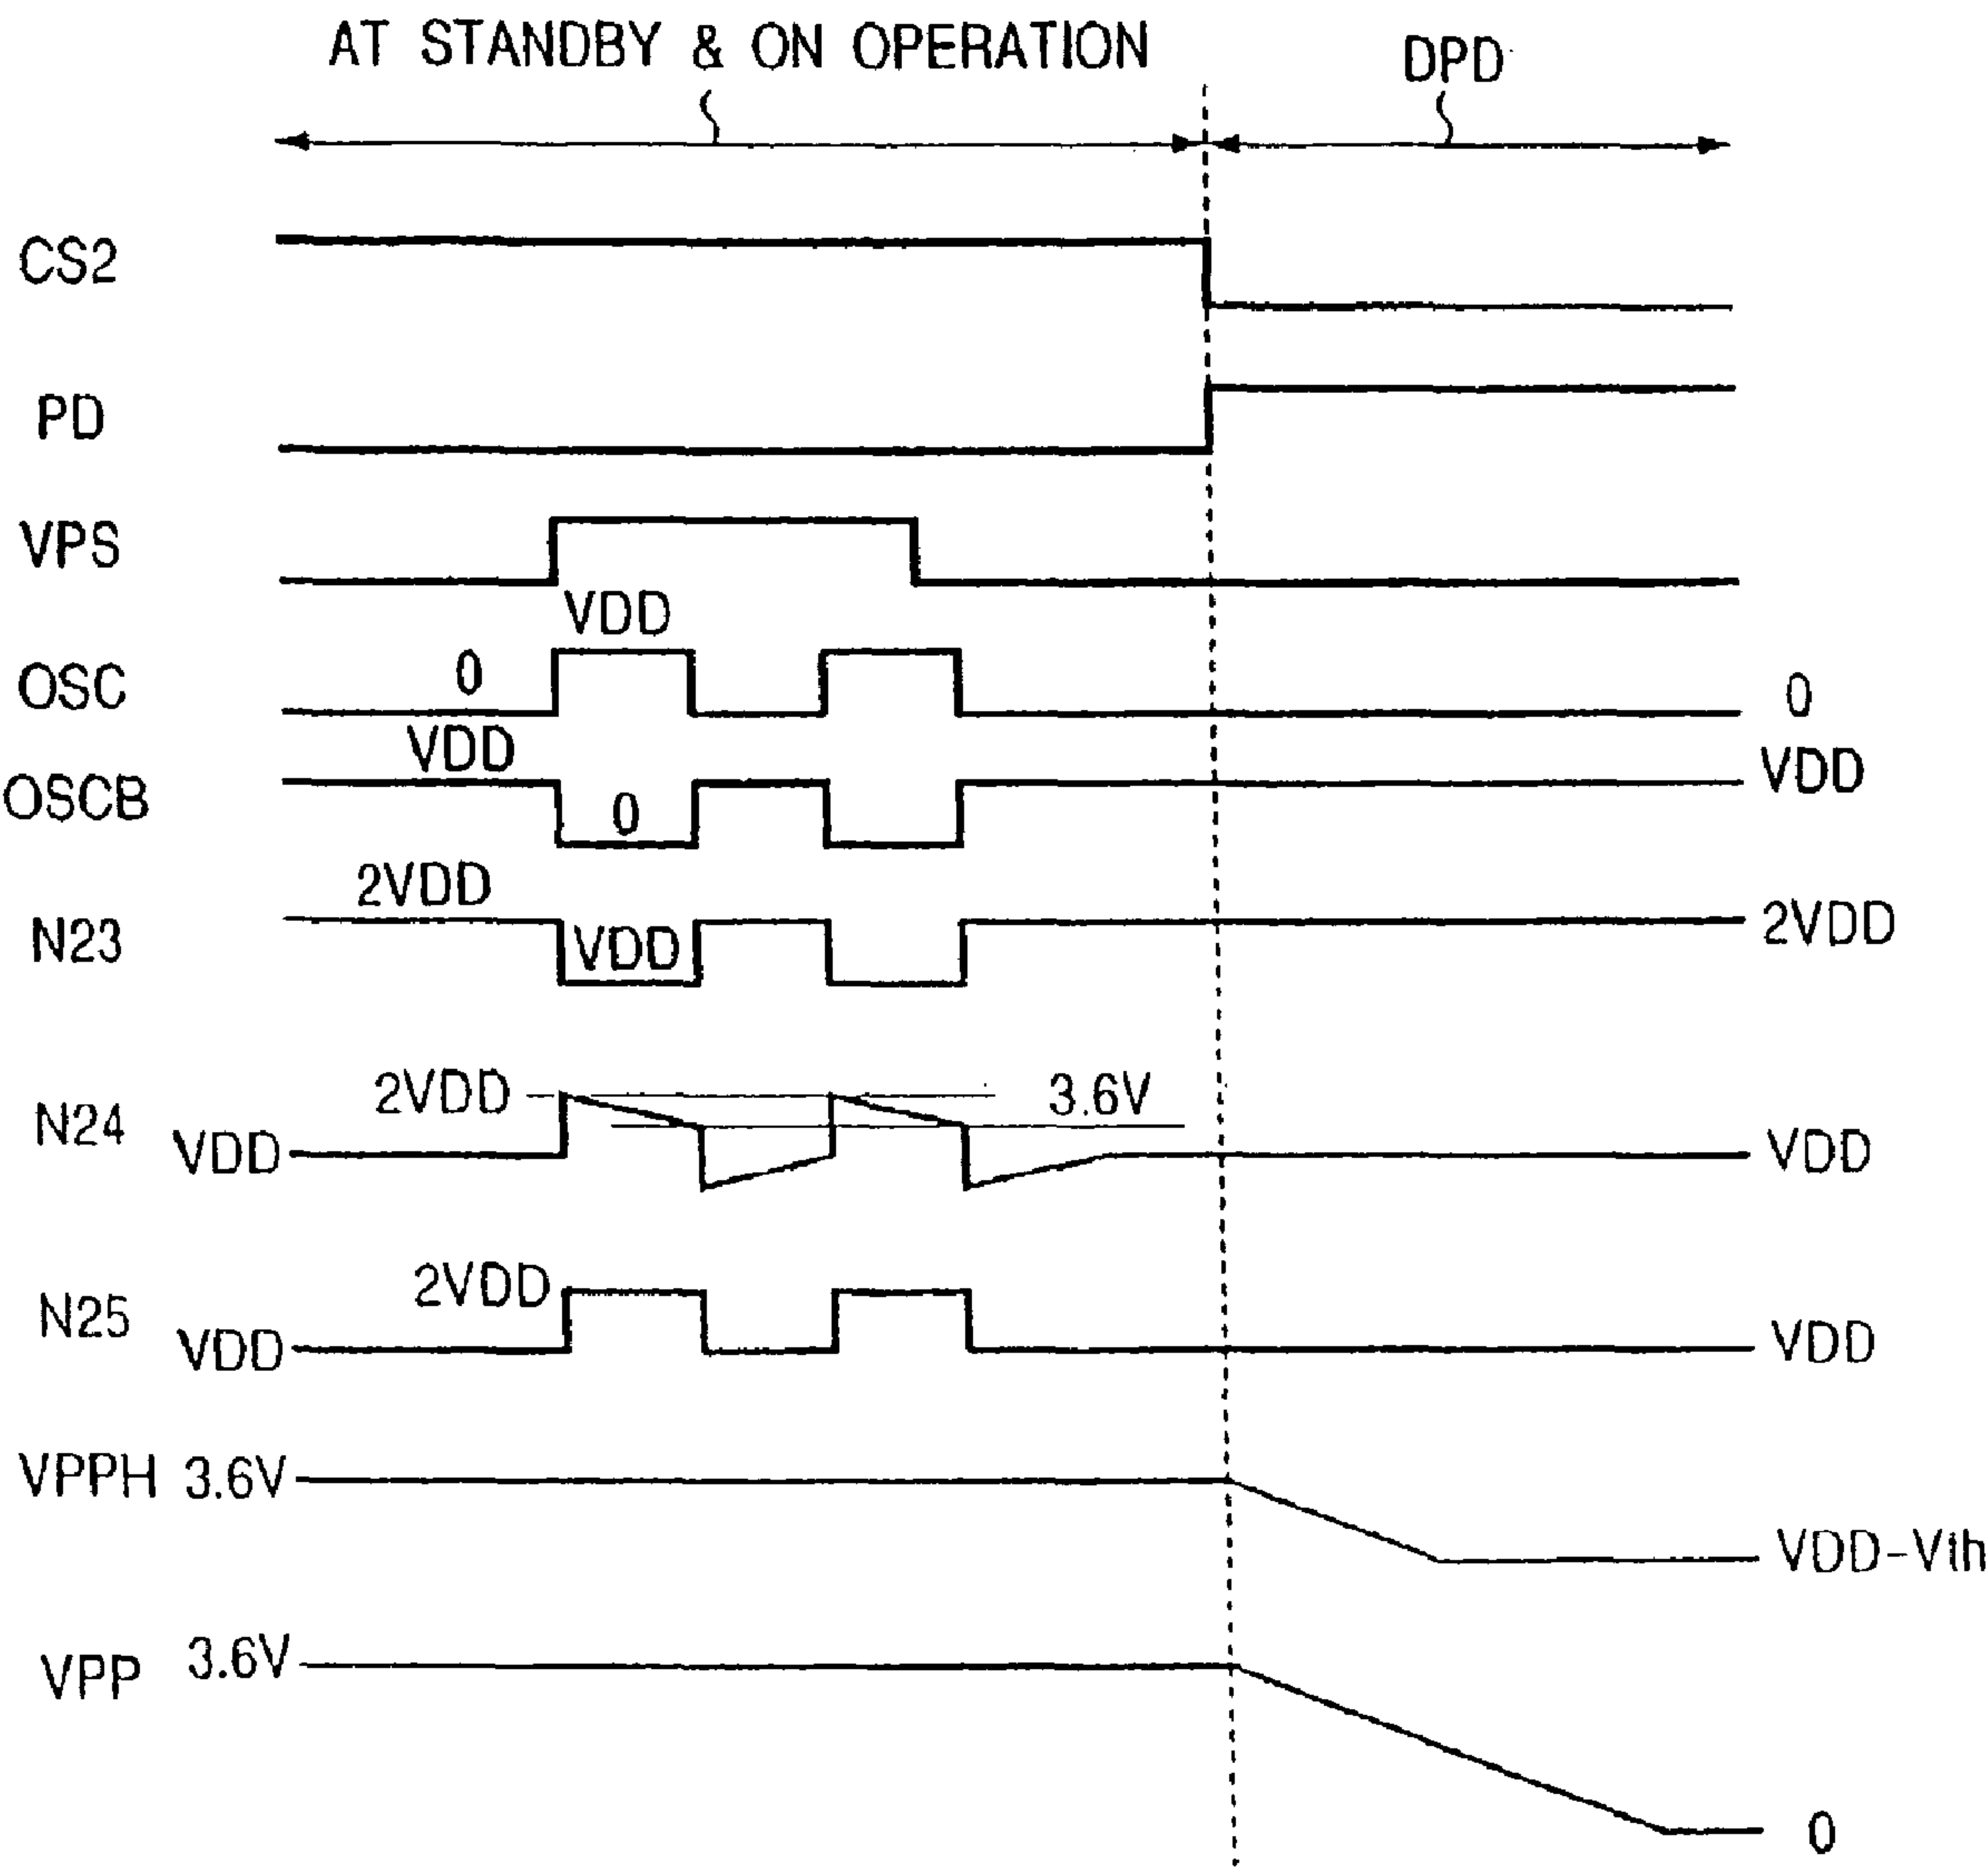 AT STANDBY & ON OPERATION DPD
CS2
PD
VPS
VDD
OSC 0 0
VDD VDD
OSCB 0
2VDD
N23 VDD 2VDD
2VDD 3.6V
N24 VDD VDD
2VDD
N25 VDD VDD
VPPH 3.6V
VDD-Vth
VPP 3.6V
0